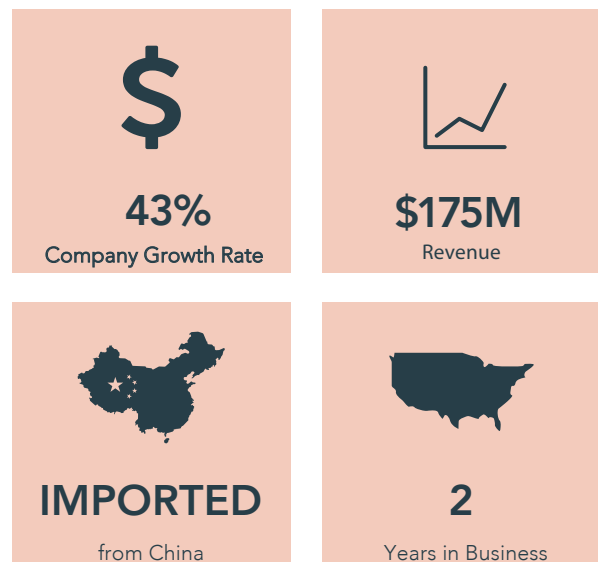 43%
Company Growth Rate
$175M
Revenue
IMPORTED
from China
2
Years in Business